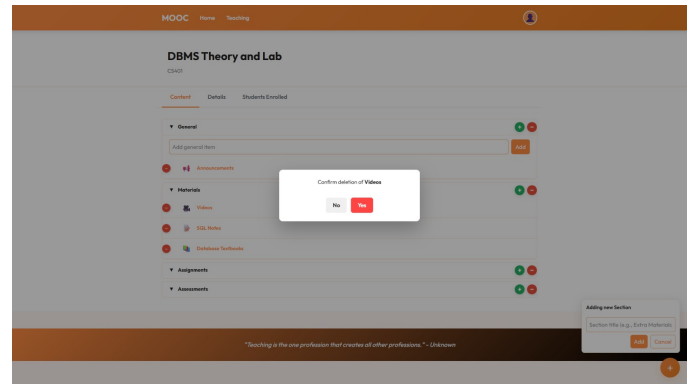 MOOC Home Teaching
DBMS Theory and Lab
CS401
Content Details Students Enrolled
▼ General
Add general item Add
Announcements
Confirm deletion of Videos
No Yes
▼ Materials
Videos
SQL Notes
Database Textbooks
▼ Assignments
▼ Assessments
Adding new Section
Section title (e.g., Extra Materials
Add Cancel
"Teaching is the one profession that creates all other professions." - Unknown